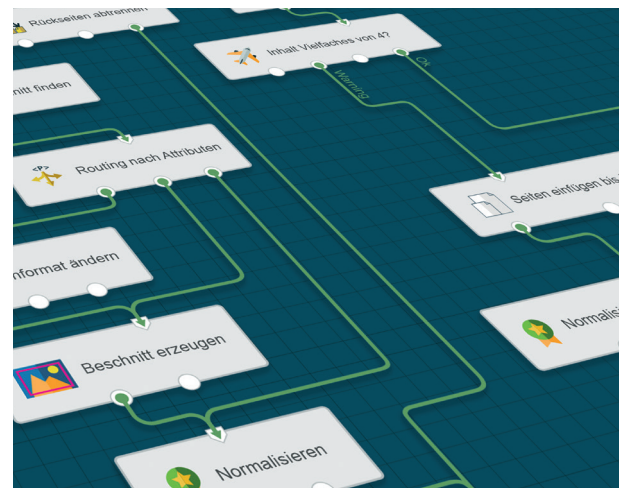 Rückseiten abtrennen
Inhalt Vielfaches von 4?
Warning
Ok
nitt finden
<P>
Routing nach Attributen
Seiten einfügen bis
nformat ändern
Normalisi
Beschnitt erzeugen
Normalisieren